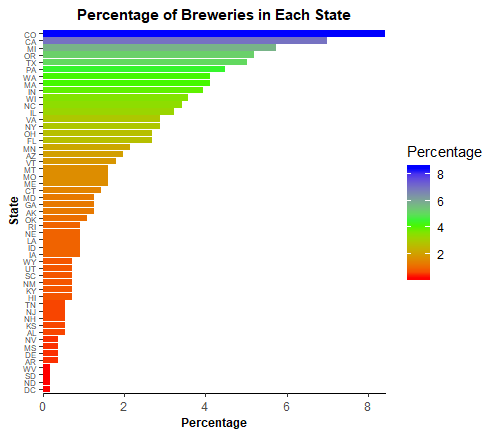 Percentage of Breweries in Each State
State
CO
CA
MI
OR
TX
PA
WA
MA
IN
WI
NC
IL
VA
NY
OH
FL
MN
AZ
VT
MT
MO
ME
CT
MD
GA
AK
OK
RI
NE
LA
ID
IA
WY
UT
SC
NM
KY
HI
TN
NJ
NH
KS
AL
NV
MS
DE
AR
WV
SD
ND
DC
0 2 4 6 8
Percentage
Percentage
8
6
4
2